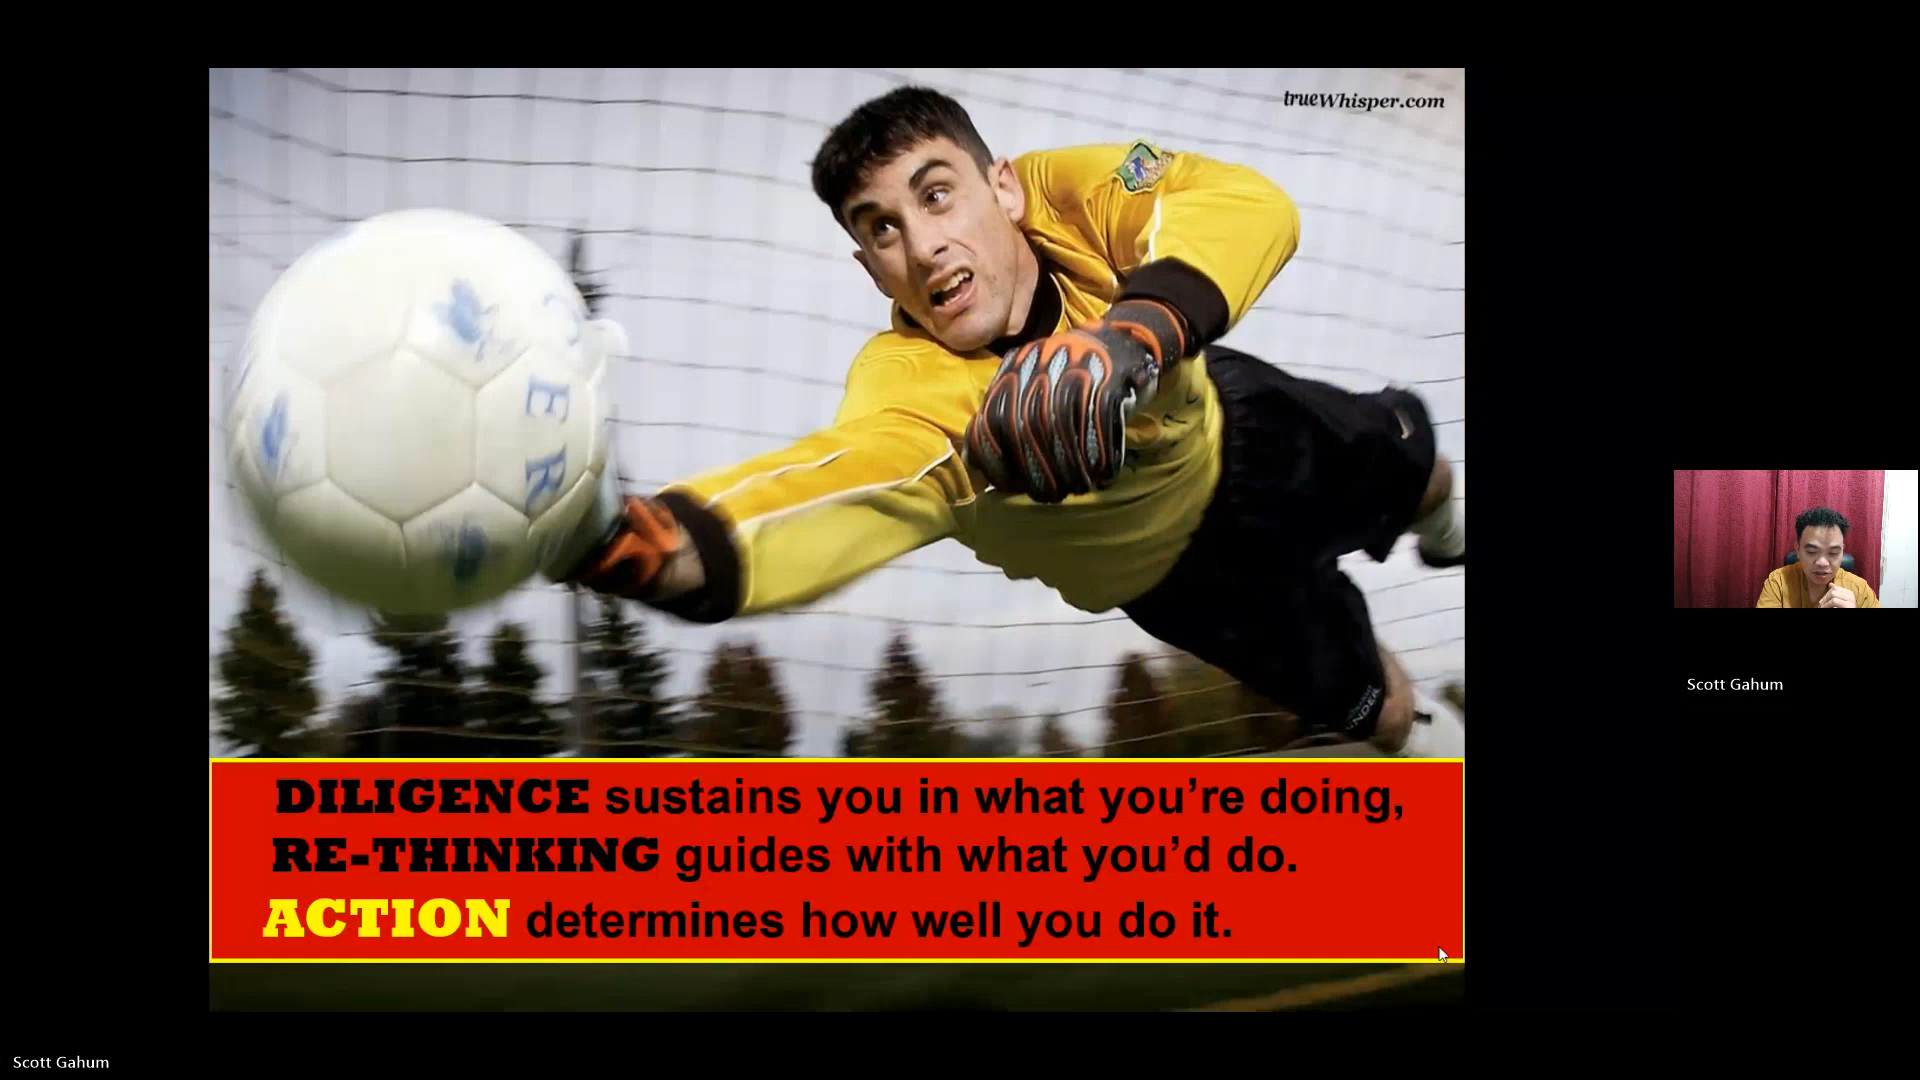 trueWhisper.com
ER
DILIGENCE sustains you in what you're doing,
RE-THINKING guides with what you'd do.
ACTION determines how well you do it.
Scott Gahum
Scott Gahum